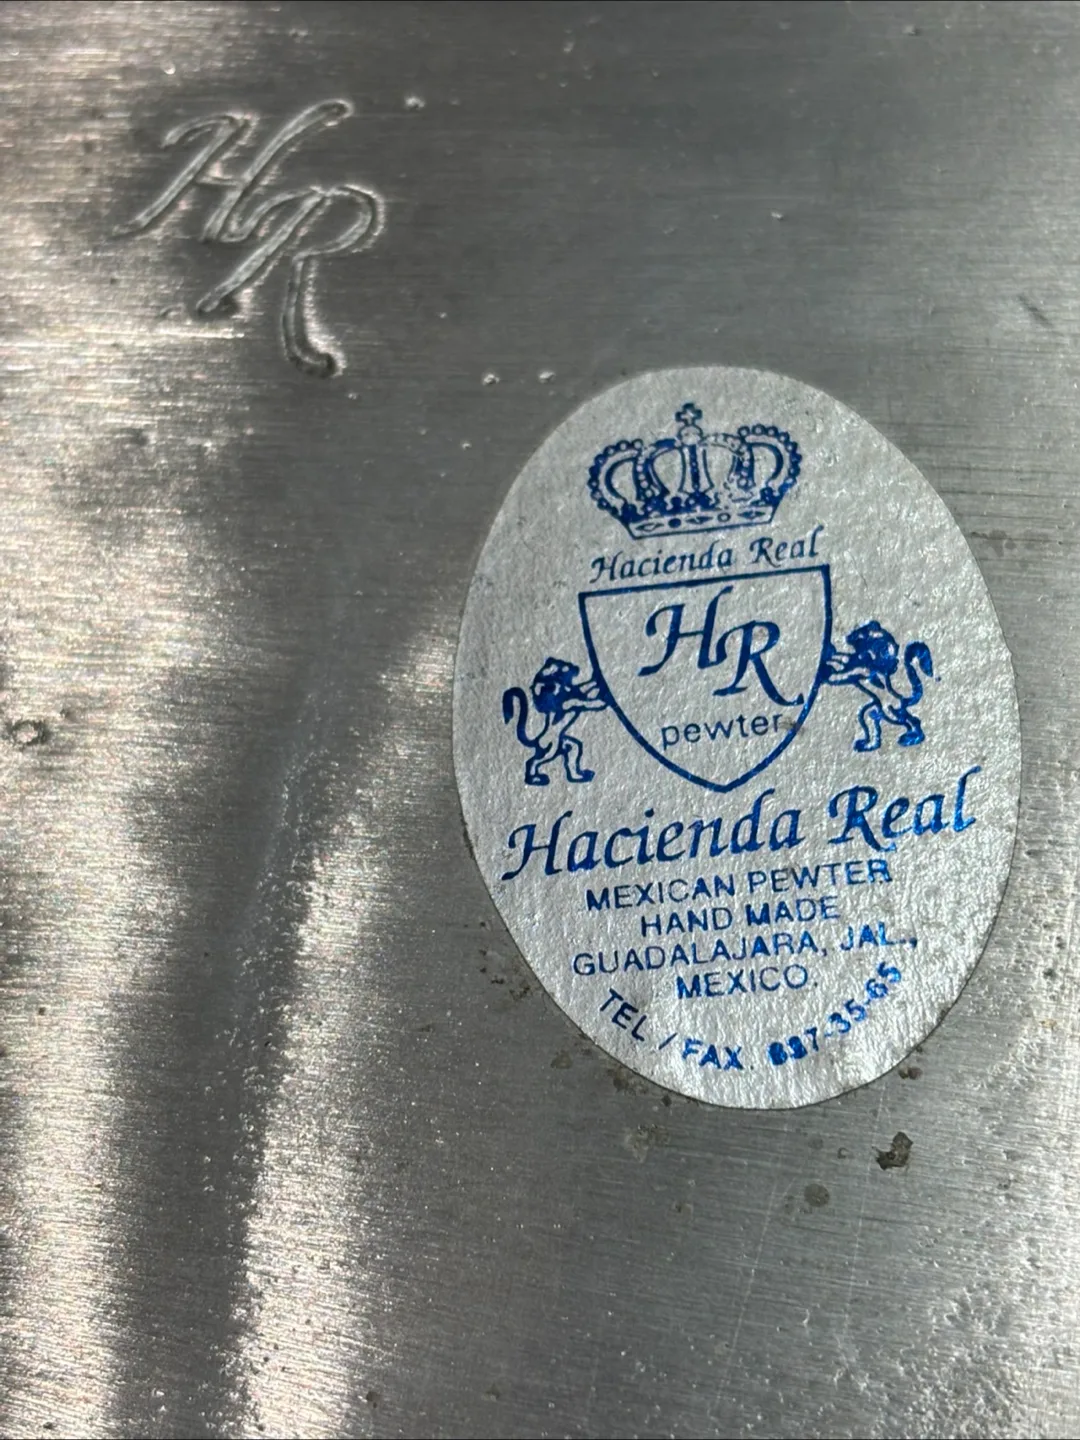 HR
Hacienda Real
HR
pewter
Hacienda Real
MEXICAN PEWTER
HAND MADE
GUADALAJARA, JAL.,
MEXICO.
TEL / FAX. 637-35-65